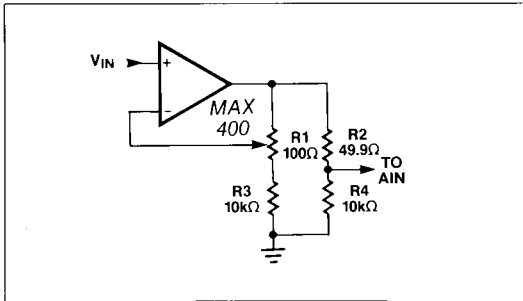 VIN
+
−
MAX
400
R1
100Ω
R2
49.9Ω
TO
AIN
R3
10kΩ
R4
10kΩ